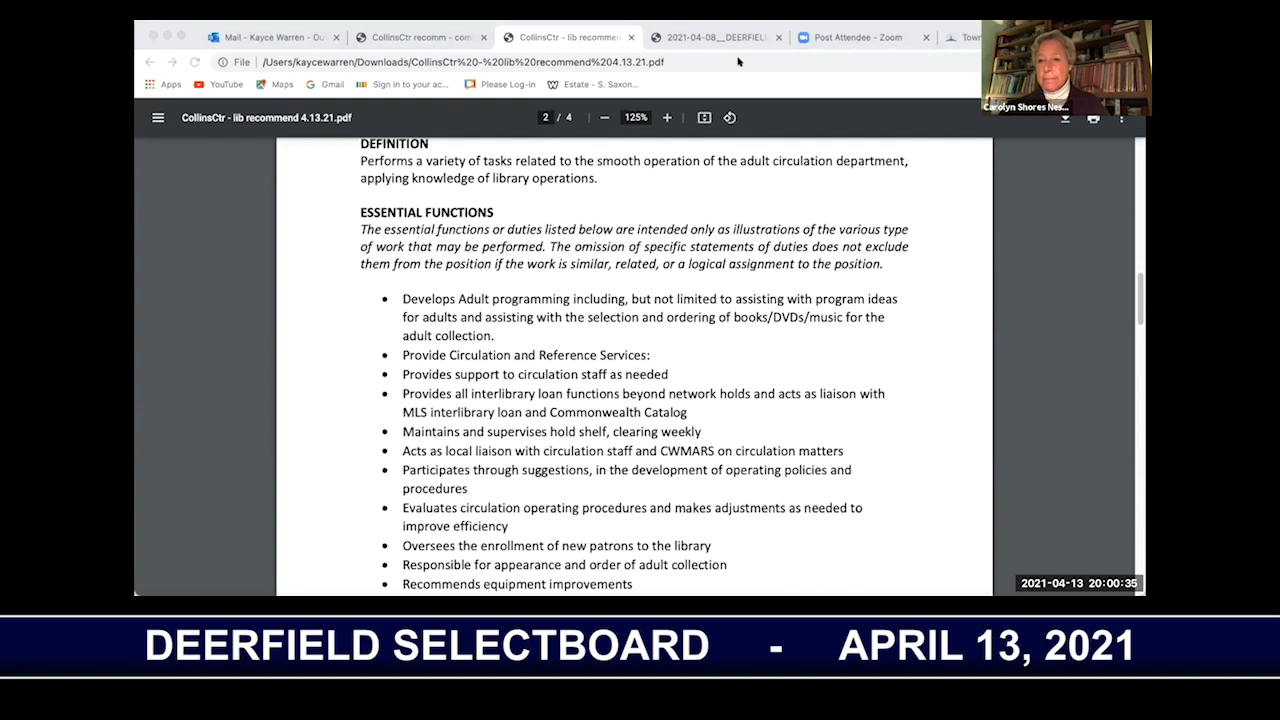 Mail - Kayce Warren - Ou
CollinsCtr recomm - com
CollinsCtr - lib recommen
2021-04-08__DEERFIEL
Post Attendee - Zoom
Town
File
/Users/kaycewarren/Downloads/CollinsCtr%20-%20lib%20recommend%204.13.21.pdf
Apps
YouTube
Maps
Gmail
Sign in to your ac...
Please Log-in
Estate - S. Saxon...
Carolyn Shores Nes...
CollinsCtr - lib recommend 4.13.21.pdf
2 / 4
125%
DEFINITION
Performs a variety of tasks related to the smooth operation of the adult circulation department,
applying knowledge of library operations.
ESSENTIAL FUNCTIONS
The essential functions or duties listed below are intended only as illustrations of the various type
of work that may be performed. The omission of specific statements of duties does not exclude
them from the position if the work is similar, related, or a logical assignment to the position.
• Develops Adult programming including, but not limited to assisting with program ideas
for adults and assisting with the selection and ordering of books/DVDs/music for the
adult collection.
• Provide Circulation and Reference Services:
• Provides support to circulation staff as needed
• Provides all interlibrary loan functions beyond network holds and acts as liaison with
MLS interlibrary loan and Commonwealth Catalog
• Maintains and supervises hold shelf, clearing weekly
• Acts as local liaison with circulation staff and CWMARS on circulation matters
• Participates through suggestions, in the development of operating policies and
procedures
• Evaluates circulation operating procedures and makes adjustments as needed to
improve efficiency
• Oversees the enrollment of new patrons to the library
• Responsible for appearance and order of adult collection
• Recommends equipment improvements
2021-04-13 20:00:35
DEERFIELD SELECTBOARD - APRIL 13, 2021